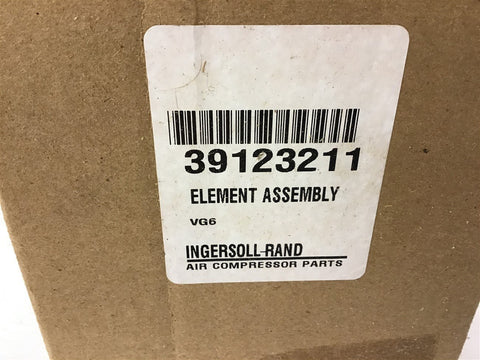 39123211
ELEMENT ASSEMBLY
VG6
INGERSOLL-RAND
AIR COMPRESSOR PARTS